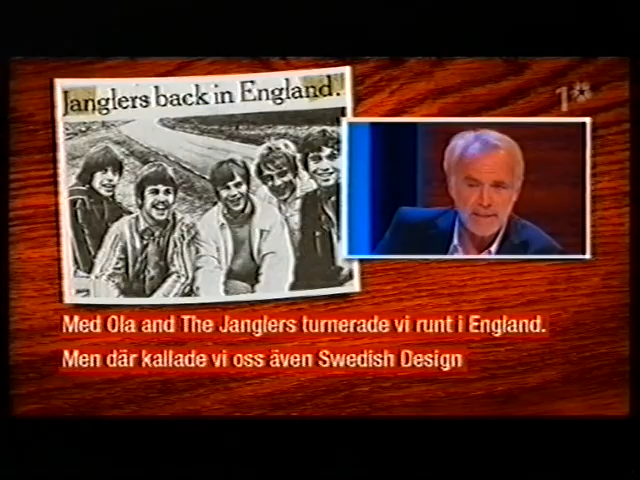 Janglers back in England.
1
Med Ola and The Janglers turnerade vi runt i England.
Men där kallade vi oss även Swedish Design